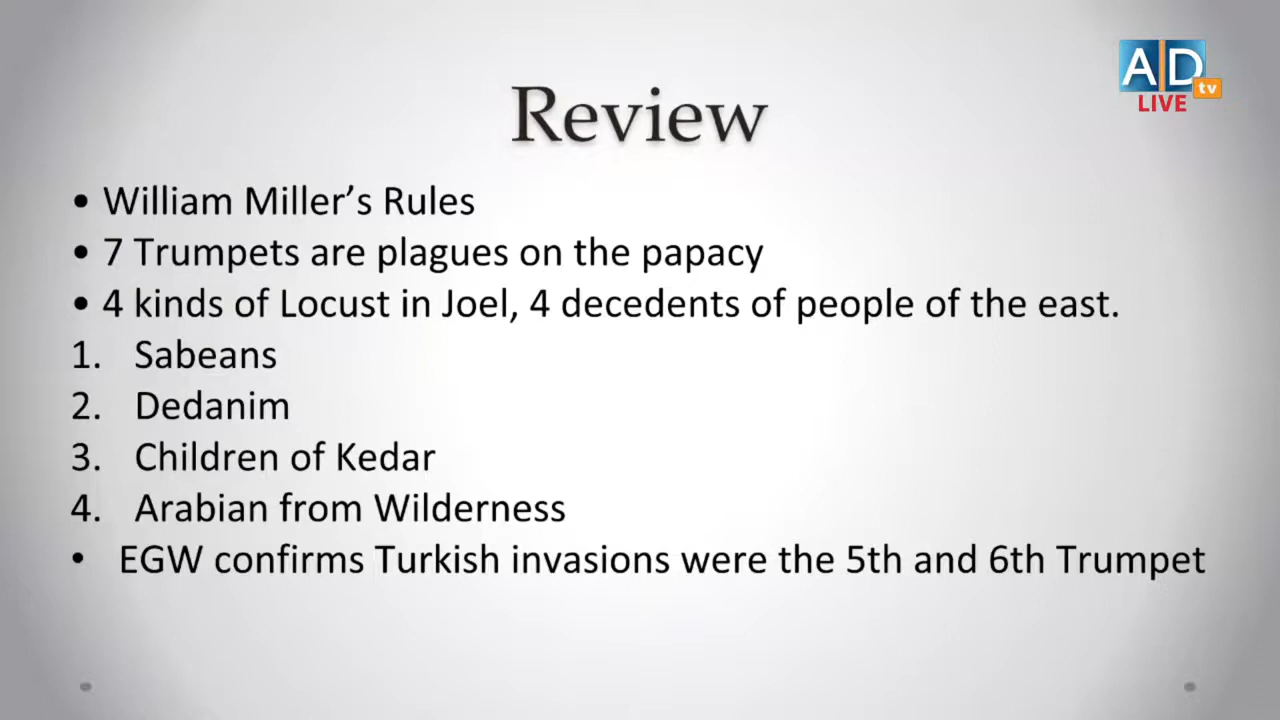 A|D
tv
LIVE
Review
• William Miller’s Rules
• 7 Trumpets are plagues on the papacy
• 4 kinds of Locust in Joel, 4 decedents of people of the east.
1. Sabeans
2. Dedanim
3. Children of Kedar
4. Arabian from Wilderness
• EGW confirms Turkish invasions were the 5th and 6th Trumpet